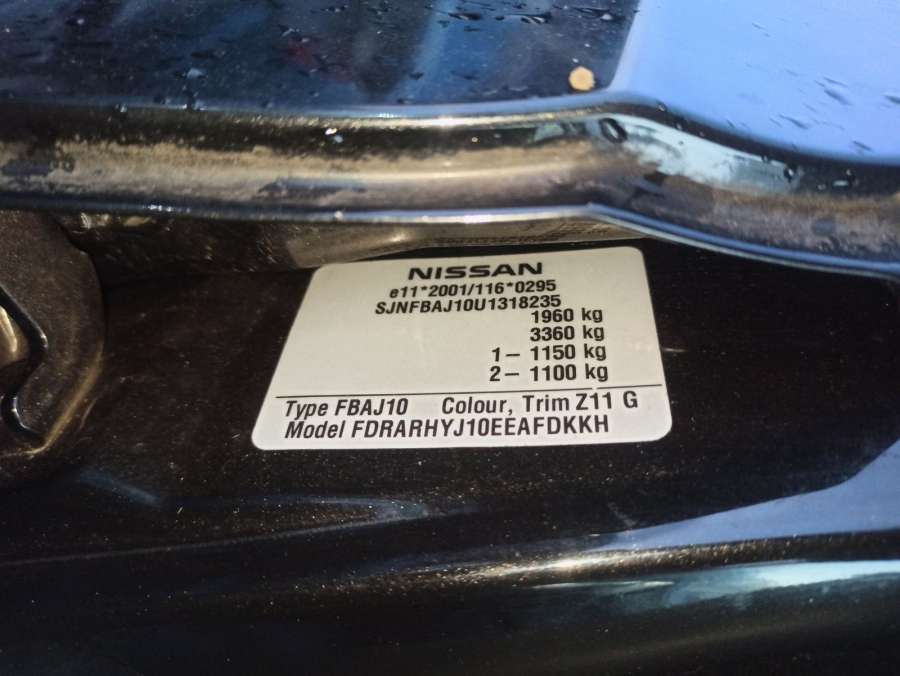 NISSAN
e11*2001/116*0295
SJNFBAJ10U1318235
1960 kg
3360 kg
1– 1150 kg
2– 1100 kg
Type FBAJ10 Colour, Trim Z11 G
Model FDRARHYJ10EEAFDKKH